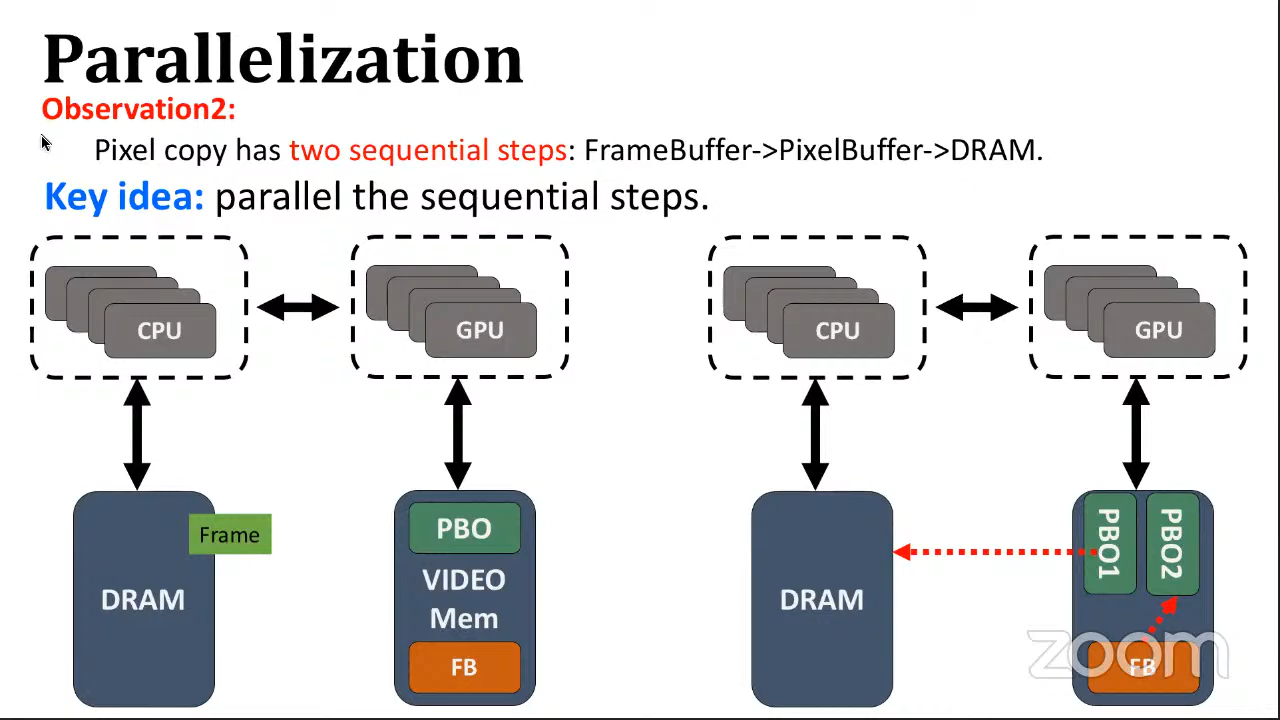 Parallelization
Observation2:
Pixel copy has two sequential steps: FrameBuffer->PixelBuffer->DRAM.
Key idea: parallel the sequential steps.
CPU
GPU
CPU
GPU
DRAM
Frame
PBO
VIDEO
Mem
FB
DRAM
PBO1
PBO2
FB
zoom